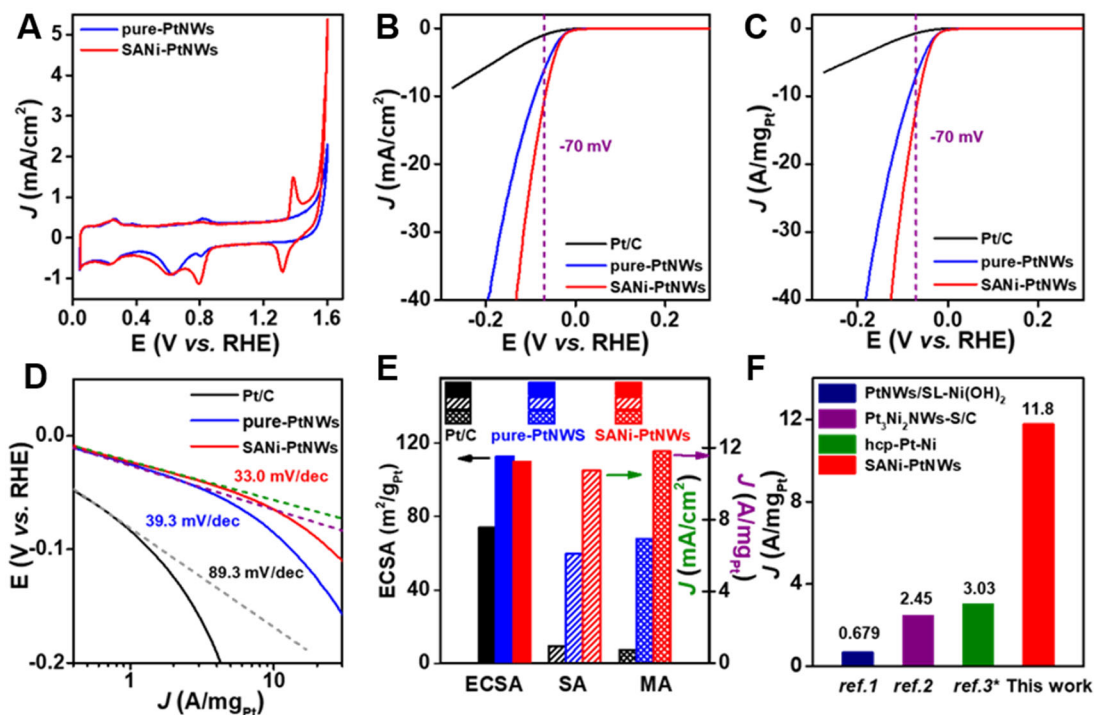 A
pure-PtNWs
SANi-PtNWs
J (mA/cm²)
5
4
3
2
1
0
-1
0.0 0.4 0.8 1.2 1.6
E (V vs. RHE)
B
0
-10
-20
-30
-40
J (mA/cm²)
-70 mV
Pt/C
pure-PtNWs
SANi-PtNWs
-0.2 0.0 0.2
E (V vs. RHE)
C
0
-10
-20
-30
-40
J (A/mgPt)
-70 mV
Pt/C
pure-PtNWs
SANi-PtNWs
-0.2 0.0 0.2
E (V vs. RHE)
D
Pt/C
pure-PtNWs
SANi-PtNWs
E (V vs. RHE)
0.0
-0.1
-0.2
33.0 mV/dec
39.3 mV/dec
89.3 mV/dec
1 10
J (A/mgPt)
E
Pt/C pure-PtNWS SANi-PtNWs
ECSA (m²/gPt)
120
80
40
0
12
8
4
0
J (mA/cm²)
J (A/mgPt)
ECSA SA MA
F
PtNWs/SL-Ni(OH)₂
Pt₃Ni₂NWs-S/C
hcp-Pt-Ni
SANi-PtNWs
J (A/mgPt)
12
8
4
0
0.679
2.45
3.03
11.8
ref.1 ref.2 ref.3* This work